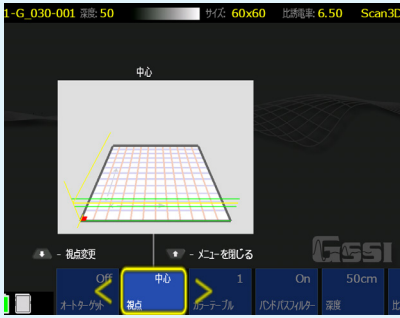 1-G_030-001 深度: 50 サイズ: 60x60 比誘電率: 6.50 Scan3D
中心
- 視点変更 - メニューを閉じる
GSSI
Off 中心 1 On 50cm
オートターゲット 視点 カラーテーブル バンドパスフィルター 深度 比